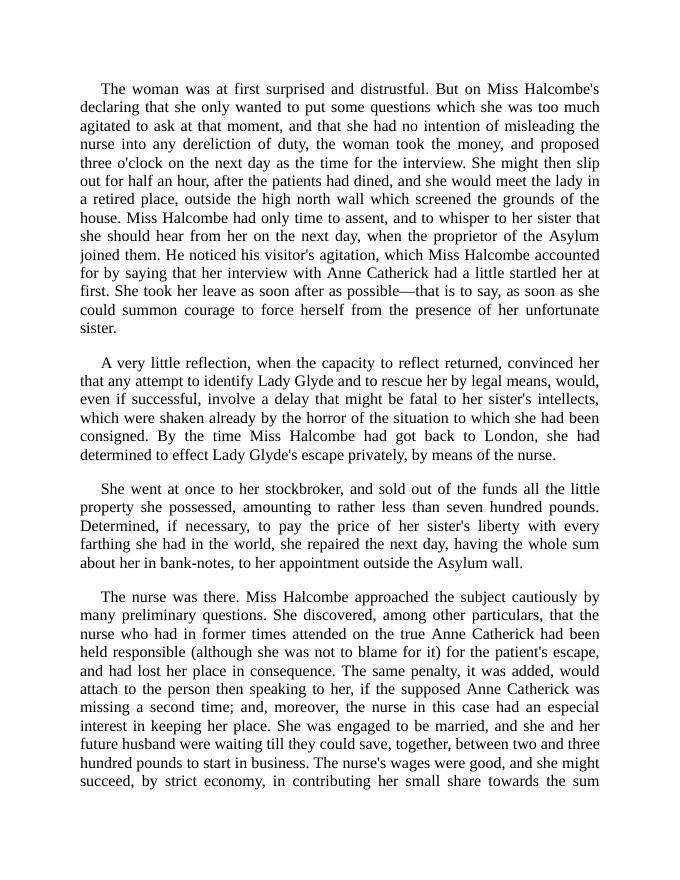 The woman was at first surprised and distrustful. But on Miss Halcombe's
declaring that she only wanted to put some questions which she was too much
agitated to ask at that moment, and that she had no intention of misleading the
nurse into any dereliction of duty, the woman took the money, and proposed
three o'clock on the next day as the time for the interview. She might then slip
out for half an hour, after the patients had dined, and she would meet the lady in
a retired place, outside the high north wall which screened the grounds of the
house. Miss Halcombe had only time to assent, and to whisper to her sister that
she should hear from her on the next day, when the proprietor of the Asylum
joined them. He noticed his visitor's agitation, which Miss Halcombe accounted
for by saying that her interview with Anne Catherick had a little startled her at
first. She took her leave as soon after as possible—that is to say, as soon as she
could summon courage to force herself from the presence of her unfortunate
sister.
A very little reflection, when the capacity to reflect returned, convinced her
that any attempt to identify Lady Glyde and to rescue her by legal means, would,
even if successful, involve a delay that might be fatal to her sister's intellects,
which were shaken already by the horror of the situation to which she had been
consigned. By the time Miss Halcombe had got back to London, she had
determined to effect Lady Glyde's escape privately, by means of the nurse.
She went at once to her stockbroker, and sold out of the funds all the little
property she possessed, amounting to rather less than seven hundred pounds.
Determined, if necessary, to pay the price of her sister's liberty with every
farthing she had in the world, she repaired the next day, having the whole sum
about her in bank-notes, to her appointment outside the Asylum wall.
The nurse was there. Miss Halcombe approached the subject cautiously by
many preliminary questions. She discovered, among other particulars, that the
nurse who had in former times attended on the true Anne Catherick had been
held responsible (although she was not to blame for it) for the patient's escape,
and had lost her place in consequence. The same penalty, it was added, would
attach to the person then speaking to her, if the supposed Anne Catherick was
missing a second time; and, moreover, the nurse in this case had an especial
interest in keeping her place. She was engaged to be married, and she and her
future husband were waiting till they could save, together, between two and three
hundred pounds to start in business. The nurse's wages were good, and she might
succeed, by strict economy, in contributing her small share towards the sum